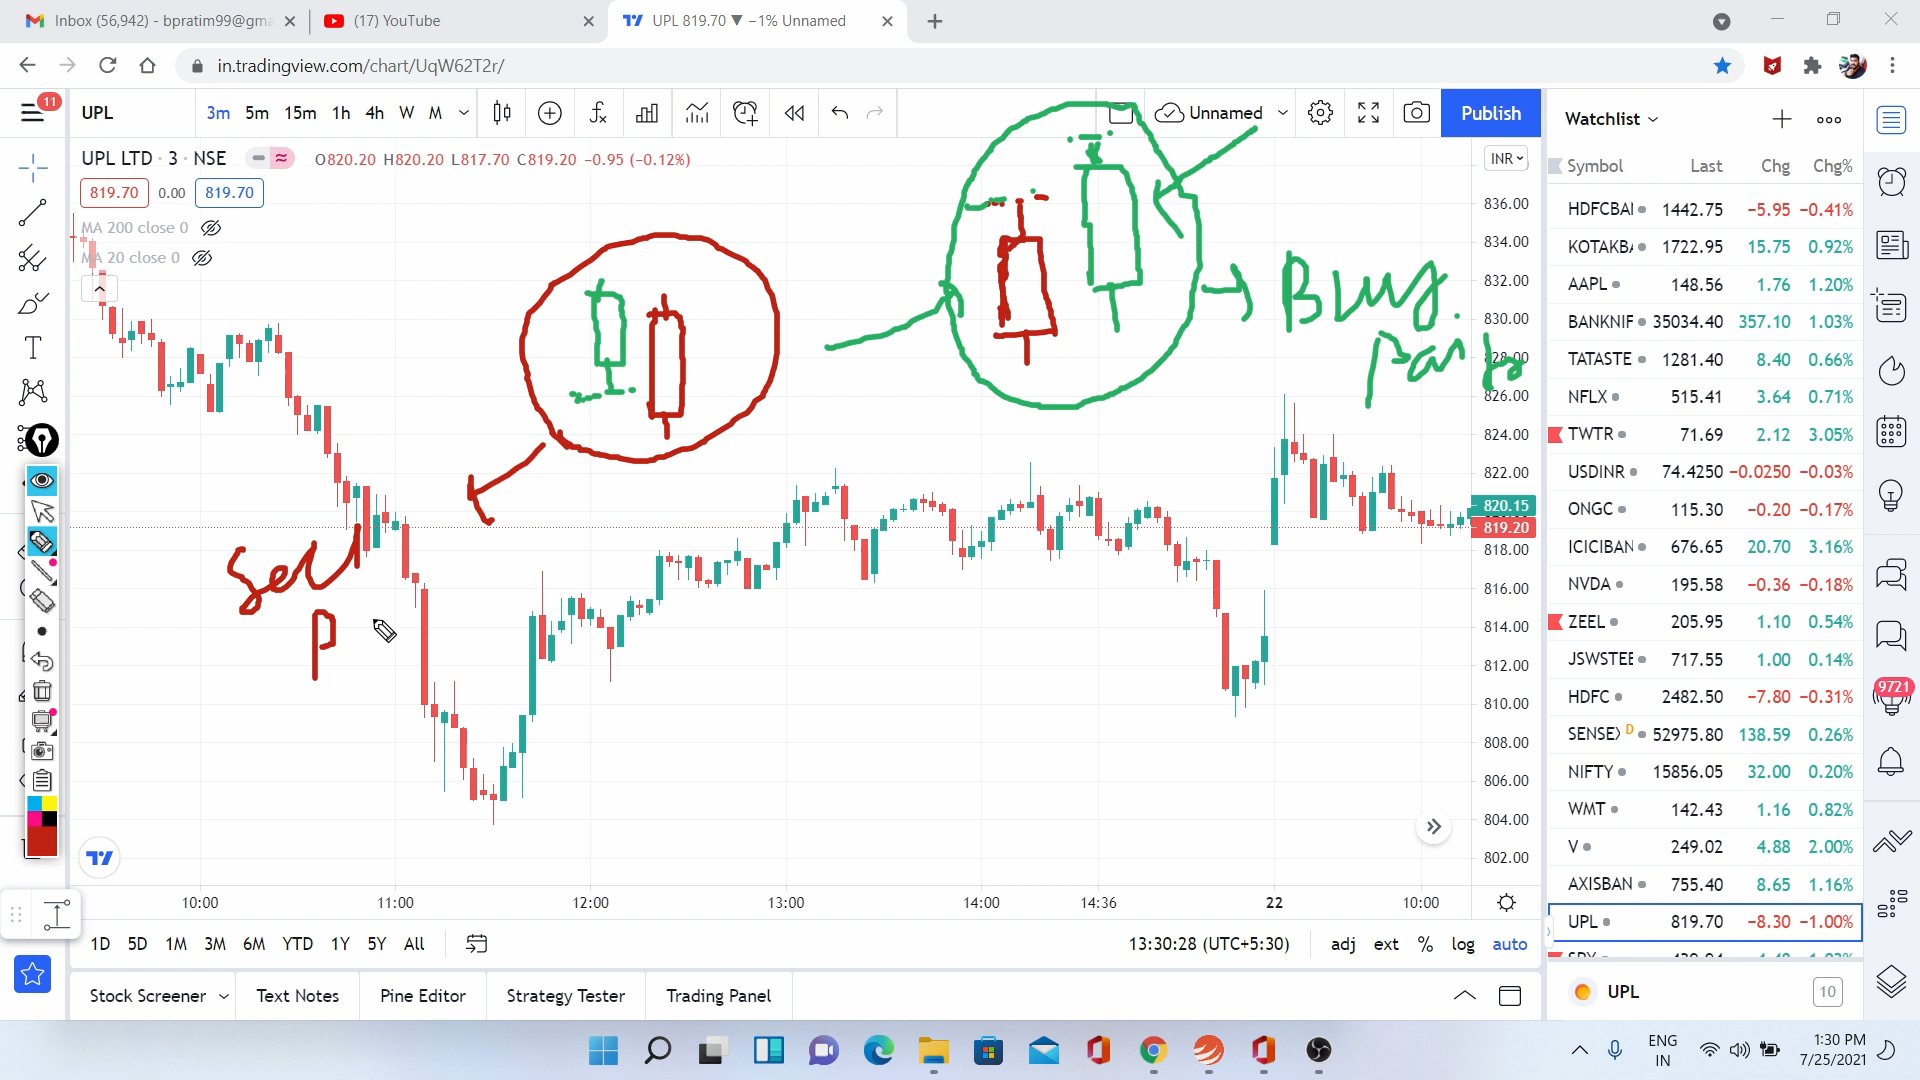 Inbox (56,942) - bpratim99@gma
(17) YouTube
UPL 819.70 ▼ −1% Unnamed
in.tradingview.com/chart/UqW62T2r/
11
UPL
3m 5m 15m 1h 4h W M
Unnamed
Publish
UPL LTD · 3 · NSE
O820.20 H820.20 L817.70 C819.20 −0.95 (−0.12%)
INR
819.70 0.00 819.70
MA 200 close 0
MA 20 close 0
836.00
834.00
832.00
830.00
828.00
826.00
824.00
822.00
820.15
819.20
818.00
816.00
814.00
812.00
810.00
808.00
806.00
804.00
802.00
Sell
P
10:00 11:00 12:00 13:00 14:00 14:36 22 10:00
1D 5D 1M 3M 6M YTD 1Y 5Y All
13:30:28 (UTC+5:30)
adj ext % log auto
Stock Screener Text Notes Pine Editor Strategy Tester Trading Panel
Watchlist
Symbol Last Chg Chg%
HDFCBA 1442.75 −5.95 −0.41%
KOTAKB 1722.95 15.75 0.92%
AAPL 148.56 1.76 1.20%
BANKNIF 35034.40 357.10 1.03%
TATASTE 1281.40 8.40 0.66%
NFLX 515.41 3.64 0.71%
TWTR 71.69 2.12 3.05%
USDINR 74.4250 −0.0250 −0.03%
ONGC 115.30 −0.20 −0.17%
ICICIBAN 676.65 20.70 3.16%
NVDA 195.58 −0.36 −0.18%
ZEEL 205.95 1.10 0.54%
JSWSTEE 717.55 1.00 0.14%
HDFC 2482.50 −7.80 −0.31%
SENSEX D 52975.80 138.59 0.26%
NIFTY 15856.05 32.00 0.20%
WMT 142.43 1.16 0.82%
V 249.02 4.88 2.00%
AXISBAN 755.40 8.65 1.16%
UPL 819.70 −8.30 −1.00%
UPL
10
9721
ENG
IN
1:30 PM
7/25/2021